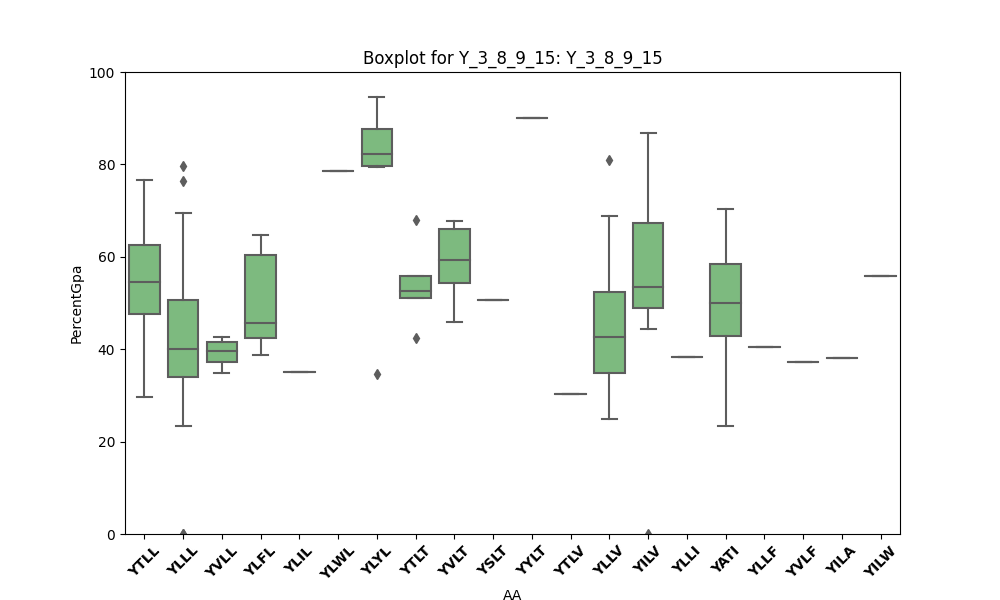 Boxplot for Y_3_8_9_15: Y_3_8_9_15
100
80
60
40
20
0
PercentGpa
YTLL
YLLL
YVLL
YLFL
YLIL
YLWL
YLYL
YTLT
YVLT
YSLT
YYLT
YTLV
YLLV
YILV
YLLI
YATI
YLLF
YVLF
YILA
YILW
AA